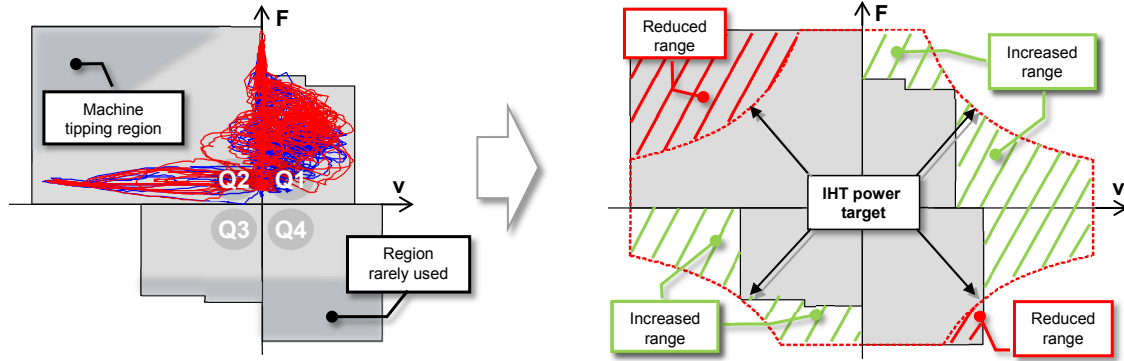 F
Machine
tipping region
Q2
Q1
v
Q3
Q4
Region
rarely used
F
Reduced
range
Increased
range
v
IHT power
target
Increased
range
Reduced
range